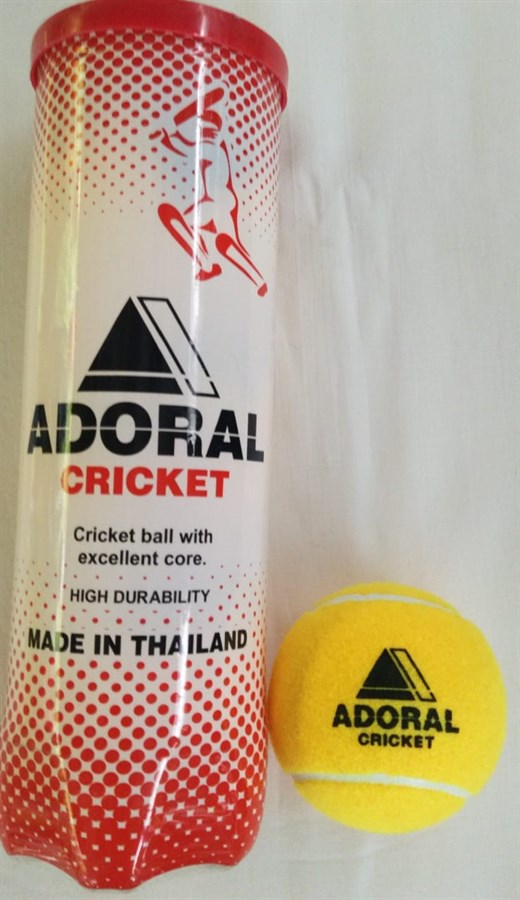 ADORAL
CRICKET
Cricket ball with
excellent core.
HIGH DURABILITY
MADE IN THAILAND
ADORAL
CRICKET